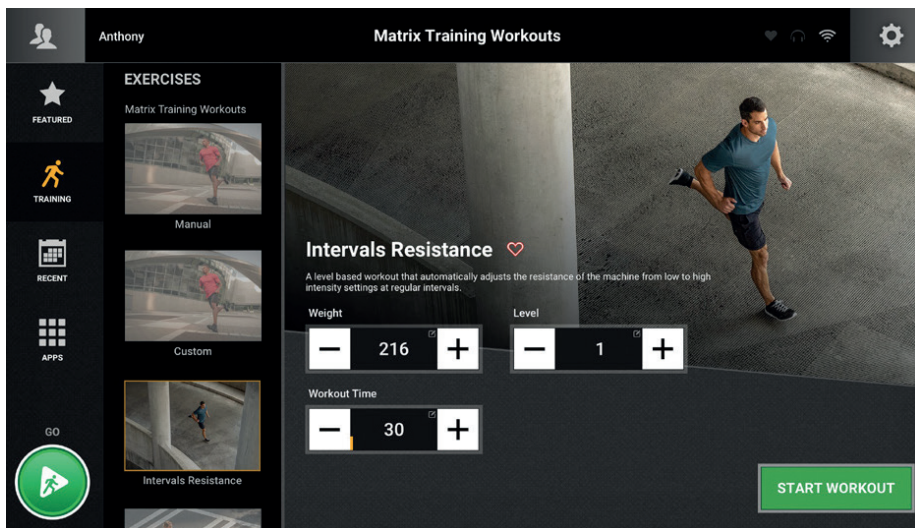 Anthony
Matrix Training Workouts
FEATURED
TRAINING
RECENT
APPS
GO
EXERCISES
Matrix Training Workouts
Manual
Custom
Intervals Resistance
Intervals Resistance
A level based workout that automatically adjusts the resistance of the machine from low to high
intensity settings at regular intervals.
Weight
216
Level
1
Workout Time
30
START WORKOUT